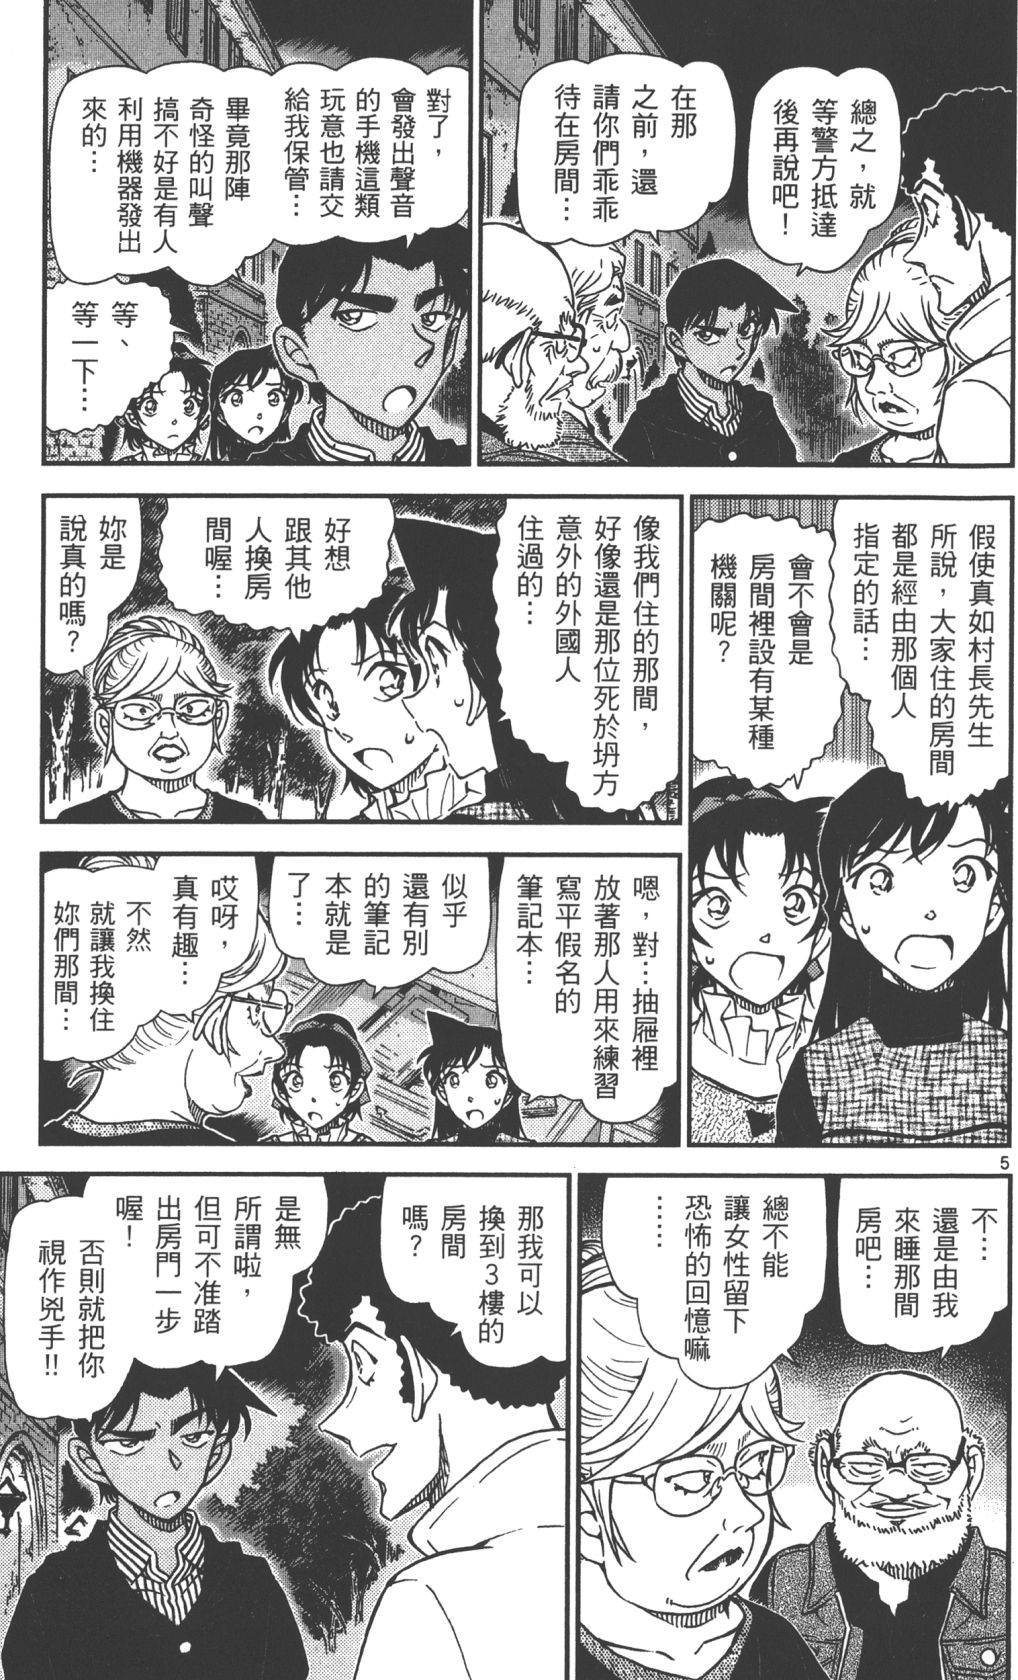 總之，就
等警方抵達
後再說吧！
在那
之前，還
請你們乖乖
待在房間…
對了，
會發出聲音
的手機這類
玩意也請交
給我保管…
畢竟那陣
奇怪的叫聲
搞不好是有人
利用機器發出
來的…
等、
等一下…
假使真如村長先生
所說，大家住的房間
都是經由那個人
指定的話…
會不會是
房間裡設有某種
機關呢？
像我們住的那間，
好像還是那位死於坍方
意外的外國人
住過的…
好想
跟其他
人換房
間喔…
妳是
說真的嗎？
嗯，對…抽屜裡
放著那人用來練習
寫平假名的
筆記本…
似乎
還有別
的筆記
本就是
了…
哎呀，
真有趣…
不然
就讓我換住
妳們那間…
5
不…
還是由我
來睡那間
房吧…
總不能
讓女性留下
恐怖的回憶嘛
……
那我可以
換到3樓的
房間
嗎？
是無
所謂啦，
但可不准踏
出房門一步
喔！
否則就把你
視作兇手!!